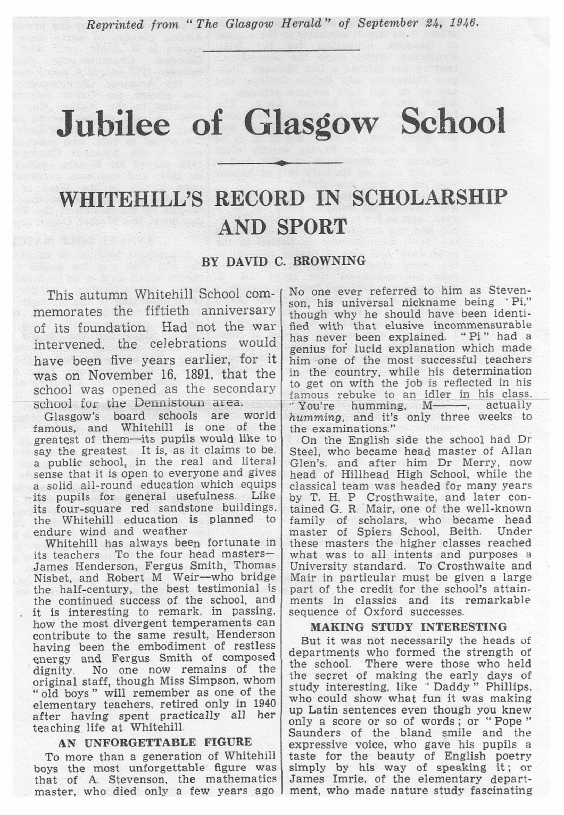 Reprinted from "The Glasgow Herald" of September 24, 1946.
Jubilee of Glasgow School
WHITEHILL'S RECORD IN SCHOLARSHIP
AND SPORT
BY DAVID C. BROWNING
This autumn Whitehill School com-
memorates the fiftieth anniversary
of its foundation. Had not the war
intervened, the celebrations would
have been five years earlier, for it
was on November 16, 1891, that the
school was opened as the secondary
school for the Dennistoun area.
Glasgow's board schools are world
famous, and Whitehill is one of the
greatest of them—its pupils would like to
say the greatest. It is, as it claims to be,
a public school, in the real and literal
sense that it is open to everyone and gives
a solid all-round education which equips
its pupils for general usefulness. Like
its four-square red sandstone buildings,
the Whitehill education is planned to
endure wind and weather
Whitehill has always been fortunate in
its teachers To the four head masters—
James Henderson, Fergus Smith, Thomas
Nisbet, and Robert M Weir—who bridge
the half-century, the best testimonial is
the continued success of the school, and
it is interesting to remark, in passing,
how the most divergent temperaments can
contribute to the same result, Henderson
having been the embodiment of restless
energy and Fergus Smith of composed
dignity. No one now remains of the
original staff, though Miss Simpson, whom
"old boys" will remember as one of the
elementary teachers, retired only in 1940
after having spent practically all her
teaching life at Whitehill.
AN UNFORGETTABLE FIGURE
To more than a generation of Whitehill
boys the most unforgettable figure was
that of A. Stevenson, the mathematics
master, who died only a few years ago
No one ever referred to him as Steven-
son, his universal nickname being 'Pi,"
though why he should have been identi-
fied with that elusive incommensurable
has never been explained. "Pi" had a
genius for lucid explanation which made
him one of the most successful teachers
in the country, while his determination
to get on with the job is reflected in his
famous rebuke to an idler in his class.
"You're humming, M——, actually
humming, and it's only three weeks to
the examinations."
On the English side the school had Dr
Steel, who became head master of Allan
Glen's, and after him Dr Merry, now
head of Hillhead High School, while the
classical team was headed for many years
by T. H. P Crosthwaite, and later con-
tained G. R Mair, one of the well-known
family of scholars, who became head
master of Spiers School, Beith. Under
these masters the higher classes reached
what was to all intents and purposes a
University standard. To Crosthwaite and
Mair in particular must be given a large
part of the credit for the school's attain-
ments in classics and its remarkable
sequence of Oxford successes.
MAKING STUDY INTERESTING
But it was not necessarily the heads of
departments who formed the strength of
the school. There were those who held
the secret of making the early days of
study interesting, like 'Daddy" Phillips,
who could show what fun it was making
up Latin sentences even though you knew
only a score or so of words; or "Pope"
Saunders of the bland smile and the
expressive voice, who gave his pupils a
taste for the beauty of English poetry
simply by his way of speaking it; or
James Imrie, of the elementary depart-
ment, who made nature study fascinating